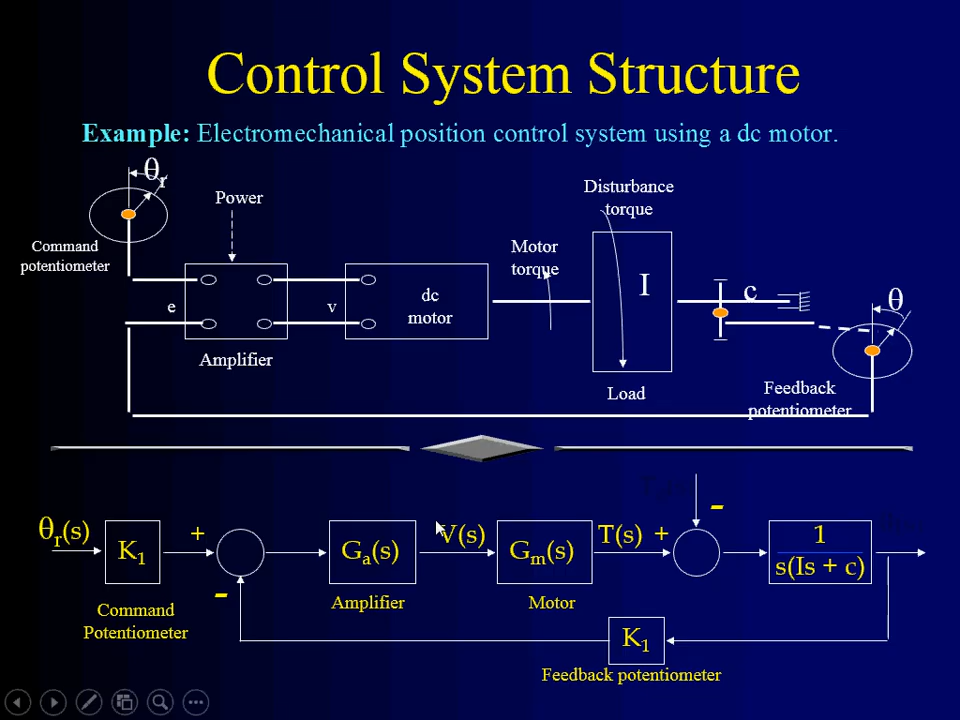 Control System Structure
Example: Electromechanical position control system using a dc motor.
θr
Power
Disturbance
torque
Command
potentiometer
Motor
torque
e
v
dc
motor
I
c
θ
Amplifier
Load
Feedback
potentiometer
θr(s)
K1
+
-
Ga(s)
V(s)
Gm(s)
T(s)
+
-
1
s(Is + c)
Command
Potentiometer
Amplifier
Motor
K1
Feedback potentiometer